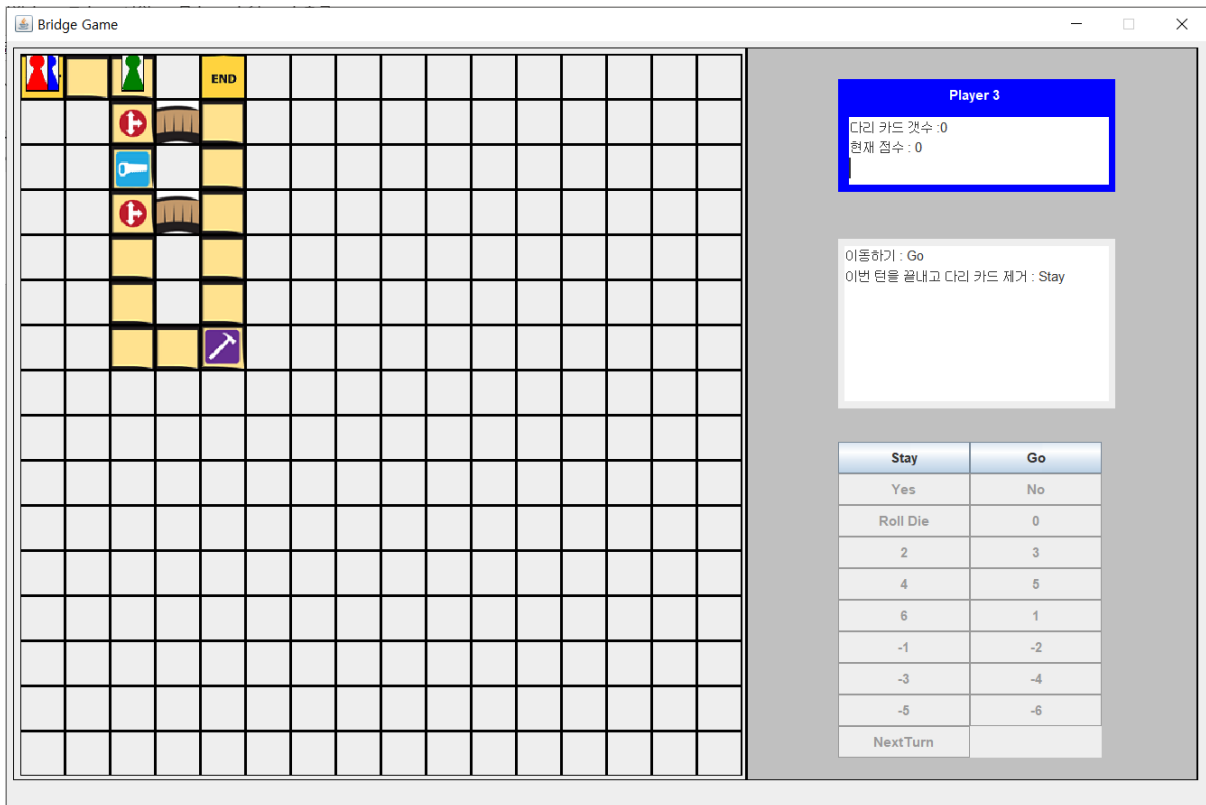 Bridge Game
END
Player 3
다리 카드 갯수 :0
현재 점수 : 0
이동하기 : Go
이번 턴을 끝내고 다리 카드 제거 : Stay
Stay Go
Yes No
Roll Die 0
2 3
4 5
6 1
-1 -2
-3 -4
-5 -6
NextTurn